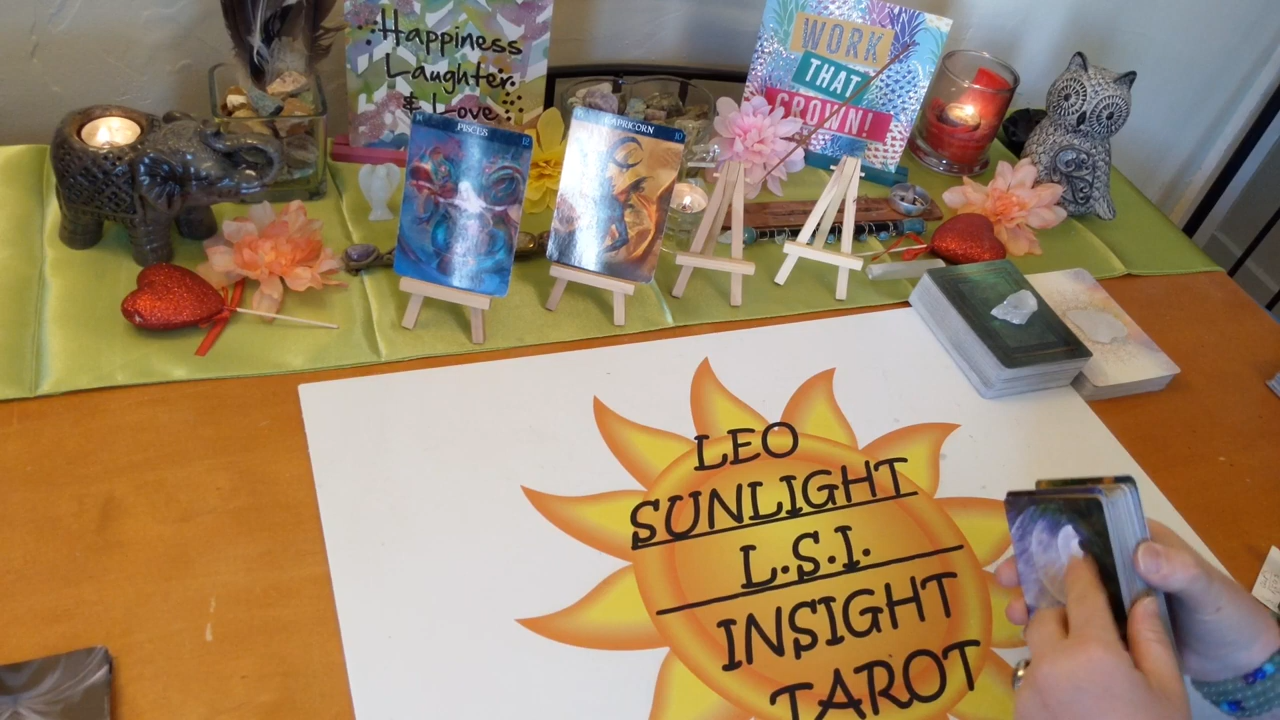 Happiness
Laughter
& Love
WORK
THAT
CROWN!
PISCES
12
CAPRICORN
10
LEO
SUNLIGHT
L.S.I.
INSIGHT
TAROT